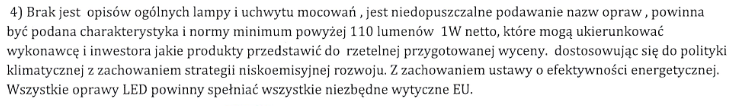 4) Brak jest opisów ogólnych lampy i uchwytu mocowań , jest niedopuszczalne podawanie nazw opraw , powinna
być podana charakterystyka i normy minimum powyżej 110 lumenów 1W netto, które mogą ukierunkować
wykonawcę i inwestora jakie produkty przedstawić do rzetelnej przygotowanej wyceny. dostosowując się do polityki
klimatycznej z zachowaniem strategii niskoemisyjnej rozwoju. Z zachowaniem ustawy o efektywności energetycznej.
Wszystkie oprawy LED powinny spełniać wszystkie niezbędne wytyczne EU.